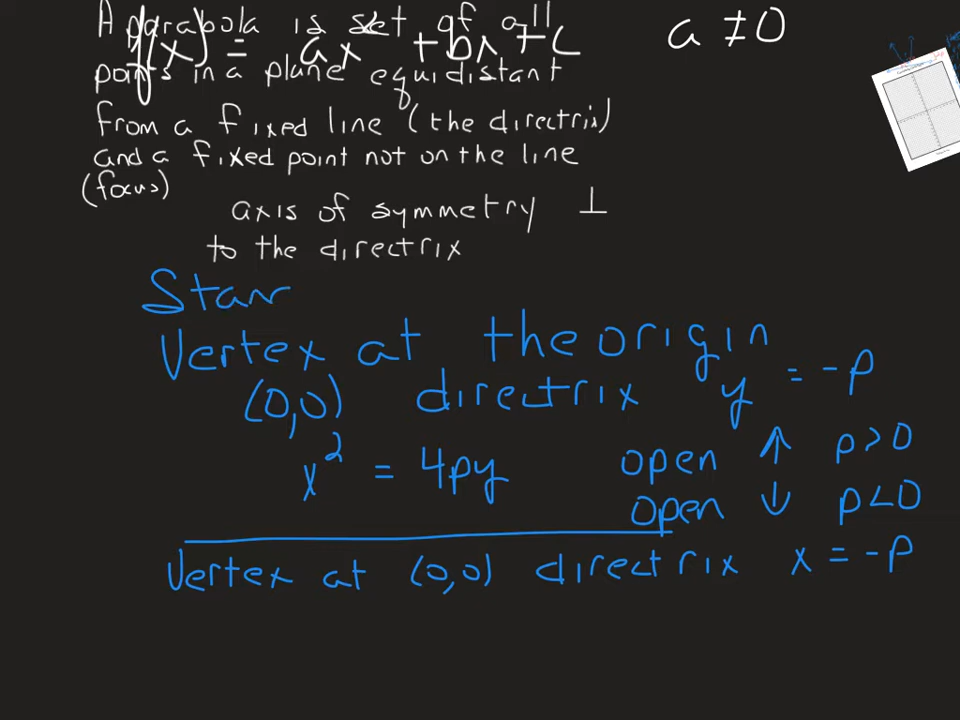 A parabola is set of all
f(x) = ax + bx + c a ≠ 0
points in a plane equidistant
from a fixed line (the directrix)
and a fixed point not on the line
(focus)
axis of symmetry ⊥
to the directrix
Stan
Vertex at the origin
(0,0) directrix y = -p
x² = 4py open ↑ p>0
open ↓ p<0
Vertex at (0,0) directrix x = -p